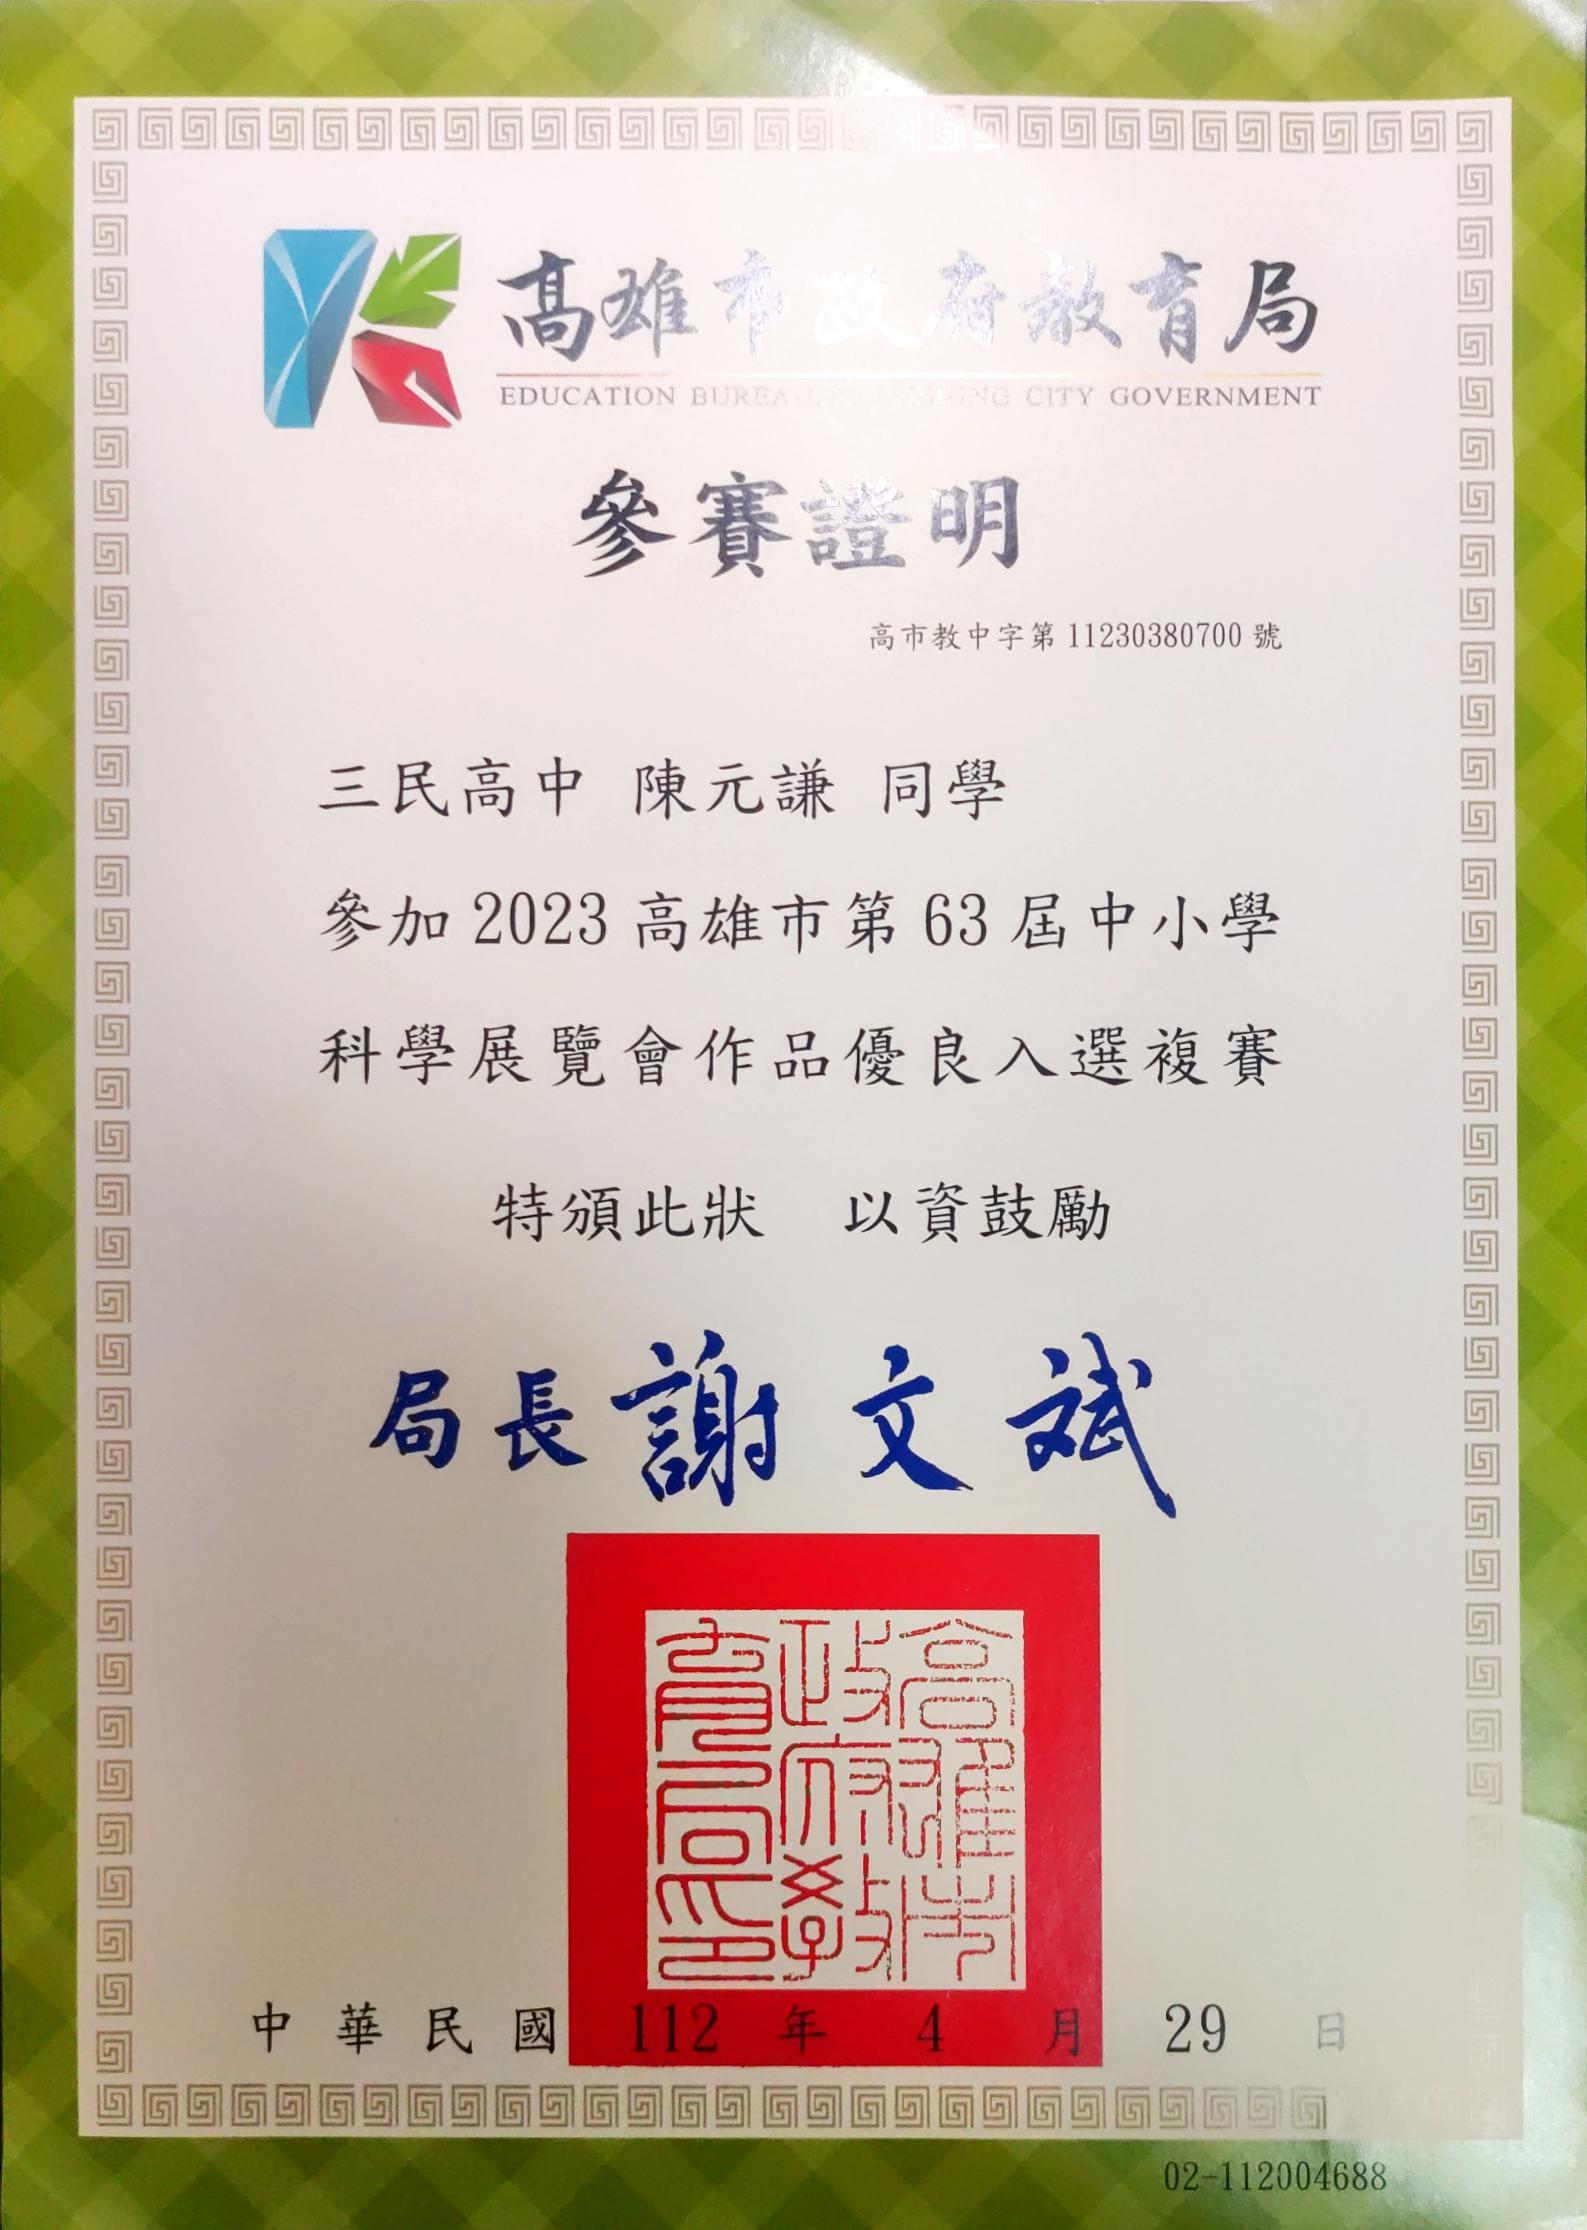 高雄市政府教育局
EDUCATION BUREAU KAOHSIUNG CITY GOVERNMENT
參賽證明
高市教中字第 11230380700 號
三民高中 陳元謙 同學
參加 2023 高雄市第 63 屆中小學
科學展覽會作品優良入選複賽
特頒此狀 以資鼓勵
局長 謝文斌
高雄市政府教育局印
中華民國 112 年 4 月 29 日
02-112004688